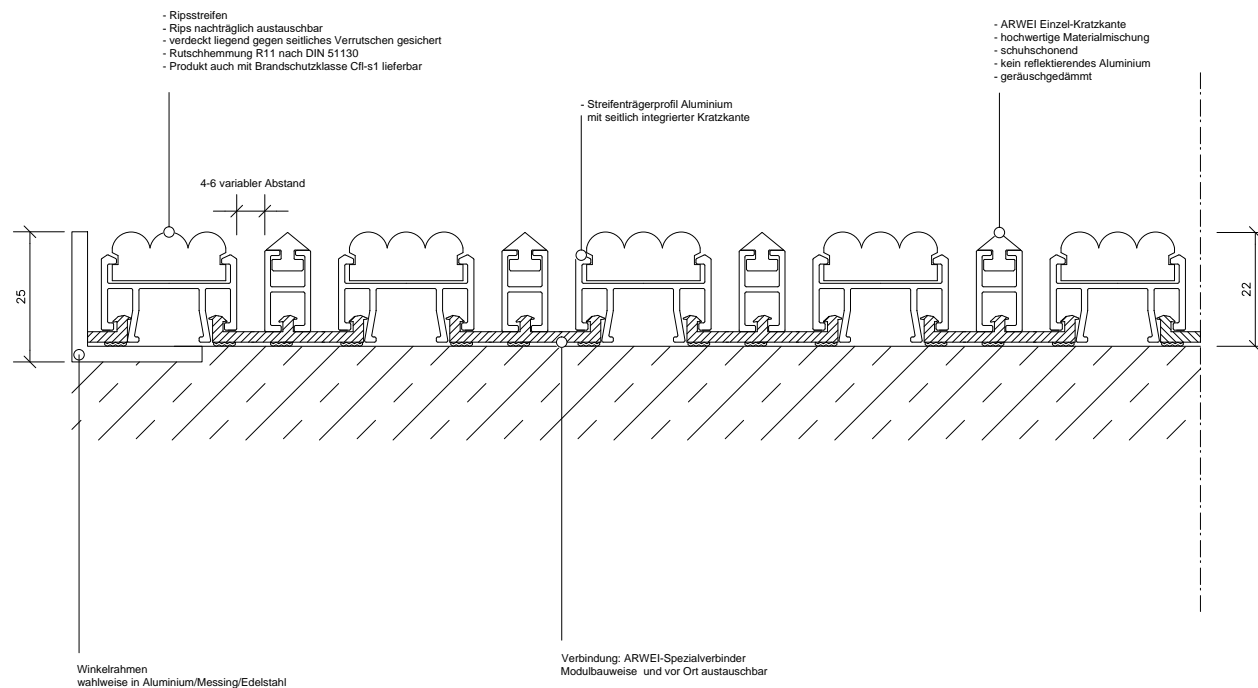 - Ripsstreifen
- Rips nachträglich austauschbar
- verdeckt liegend gegen seitliches Verrutschen gesichert
- Rutschhemmung R11 nach DIN 51130
- Produkt auch mit Brandschutzklasse Cfl-s1 lieferbar
- ARWEI Einzel-Kratzkante
- hochwertige Materialmischung
- schuhschonend
- kein reflektierendes Aluminium
- geräuschgedämmt
- Streifenträgerprofil Aluminium
mit seitlich integrierter Kratzkante
4-6 variabler Abstand
25
22
Winkelrahmen
wahlweise in Aluminium/Messing/Edelstahl
Verbindung: ARWEI-Spezialverbinder
Modulbauweise und vor Ort austauschbar